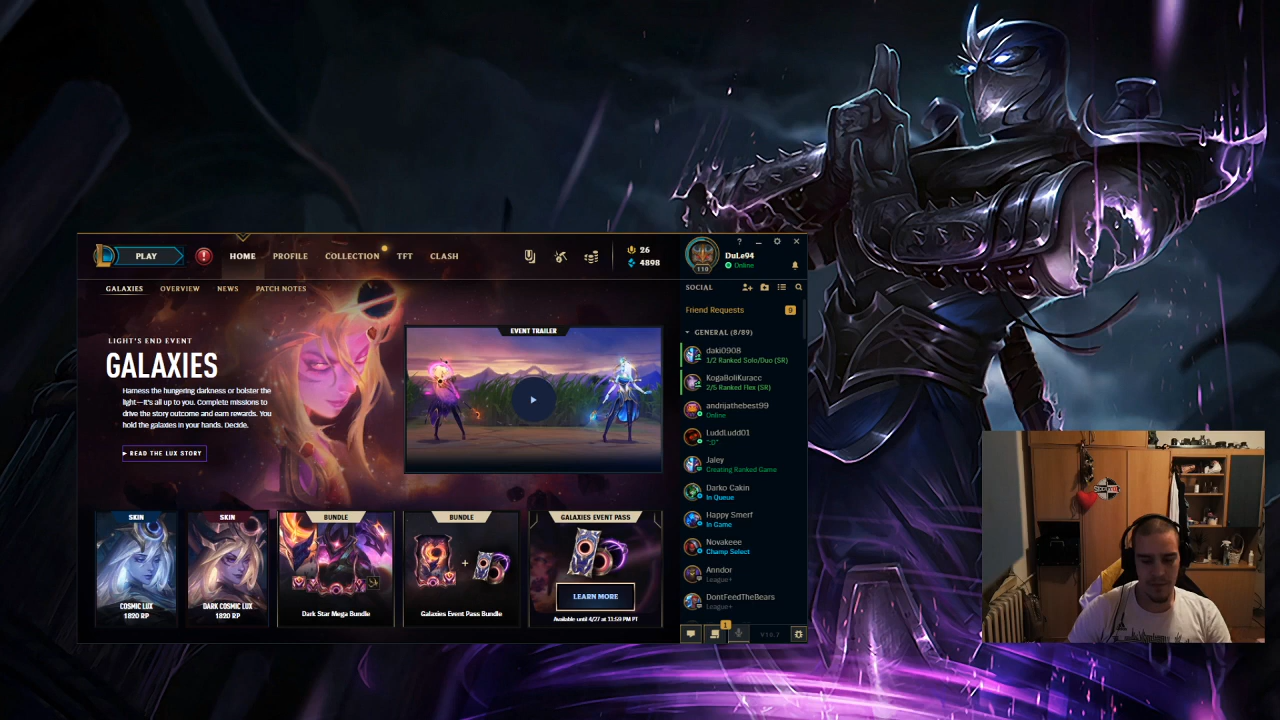 PLAY
HOME
PROFILE
COLLECTION
TFT
CLASH
26
4898
?
DuLe94
Online
110
GALAXIES
OVERVIEW
NEWS
PATCH NOTES
SOCIAL
LIGHT'S END EVENT
GALAXIES
Harness the hungering darkness or bolster the
light—it's all up to you. Complete missions to
drive the story outcome and earn rewards. You
hold the galaxies in your hands. Decide.
READ THE LUX STORY
EVENT TRAILER
Friend Requests
9
GENERAL (8/89)
daki0908
1/2 Ranked Solo/Duo (SR)
KogaBoliKuracc
2/5 Ranked Flex (SR)
andrijathebest99
Online
LuddLudd01
":D"
Jaley
Creating Ranked Game
Darko Cakin
In Queue
Happy Smerf
In Game
Novakeee
Champ Select
Anndor
League+
DontFeedTheBears
League+
SKIN
COSMIC LUX
1820 RP
SKIN
DARK COSMIC LUX
1820 RP
BUNDLE
Dark Star Mega Bundle
BUNDLE
+
Galaxies Event Pass Bundle
GALAXIES EVENT PASS
LEARN MORE
Available until 4/27 at 11:59 PM PT
1
V10.7